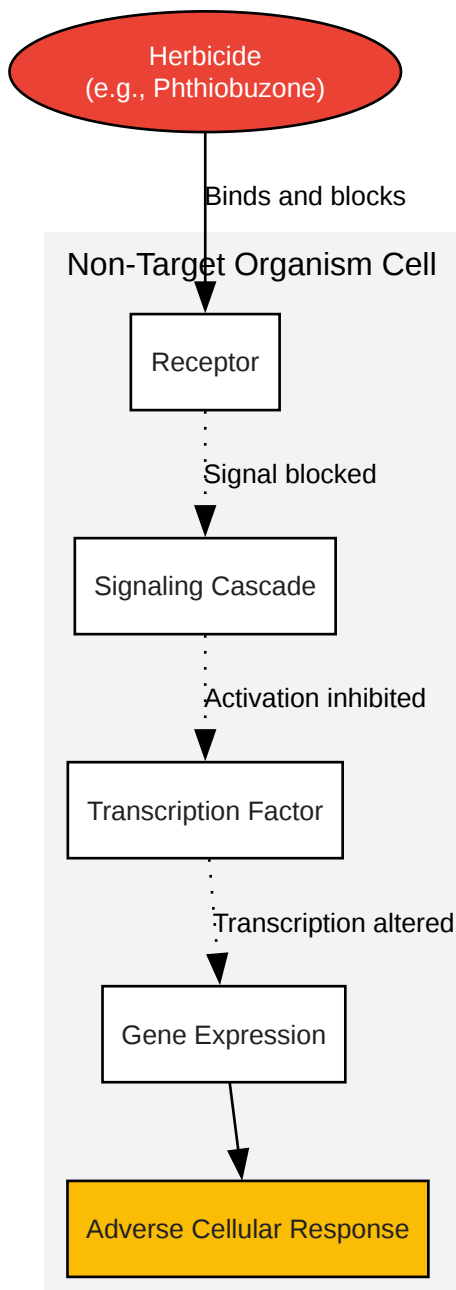 Herbicide
(e.g., Phthiobuzone)
Binds and blocks
Non-Target Organism Cell
Receptor
Signal blocked
Signaling Cascade
Activation inhibited
Transcription Factor
Transcription altered
Gene Expression
Adverse Cellular Response